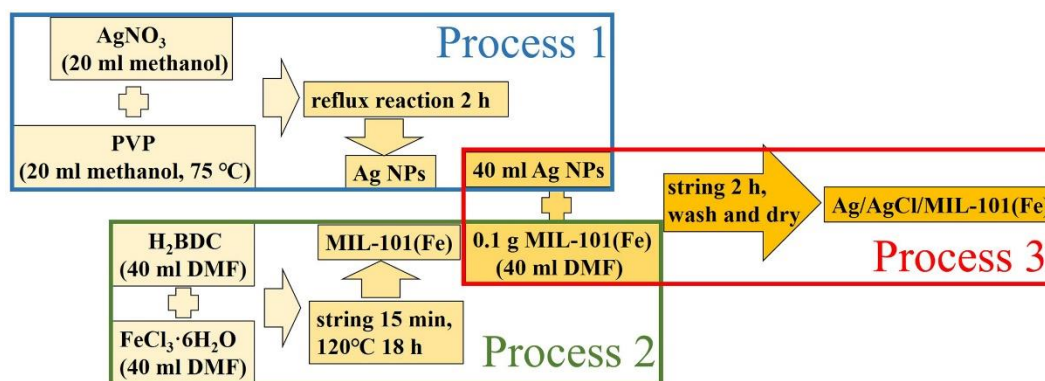 Process 1
AgNO₃
(20 ml methanol)
PVP
(20 ml methanol, 75 ℃)
reflux reaction 2 h
Ag NPs
40 ml Ag NPs
string 2 h,
wash and dry
Ag/AgCl/MIL-101(Fe)
Process 3
0.1 g MIL-101(Fe)
(40 ml DMF)
H₂BDC
(40 ml DMF)
FeCl₃·6H₂O
(40 ml DMF)
MIL-101(Fe)
string 15 min,
120℃ 18 h
Process 2